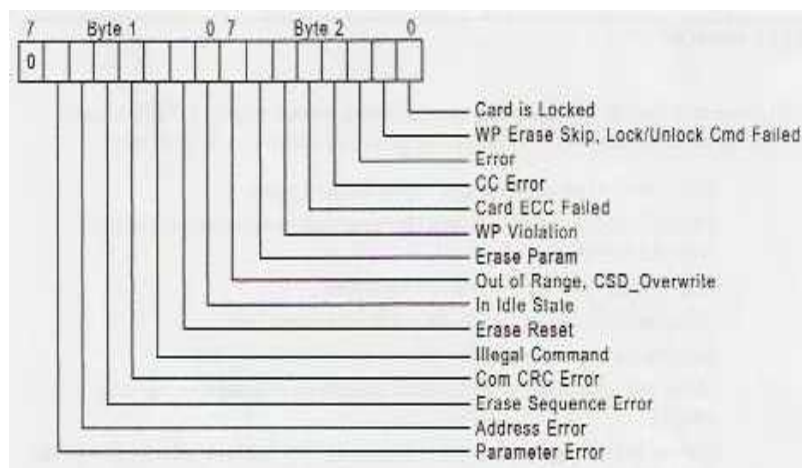 7 Byte 1 0 7 Byte 2 0
0
Card is Locked
WP Erase Skip, Lock/Unlock Cmd Failed
Error
CC Error
Card ECC Failed
WP Violation
Erase Param
Out of Range, CSD_Overwrite
In Idle State
Erase Reset
Illegal Command
Com CRC Error
Erase Sequence Error
Address Error
Parameter Error